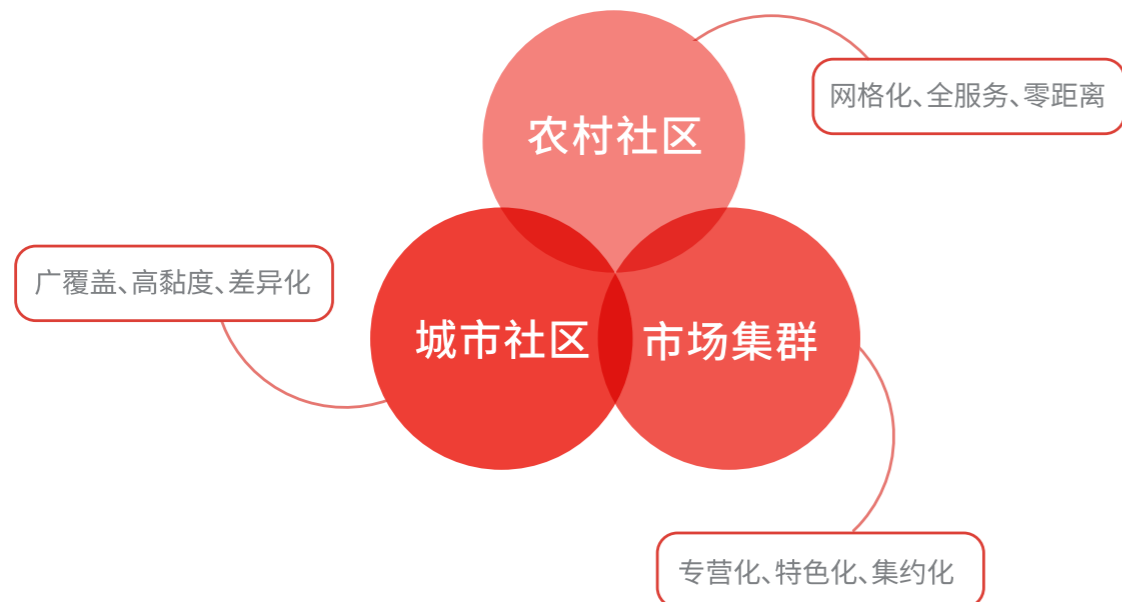 网格化、全服务、零距离
农村社区
广覆盖、高黏度、差异化
城市社区
市场集群
专营化、特色化、集约化